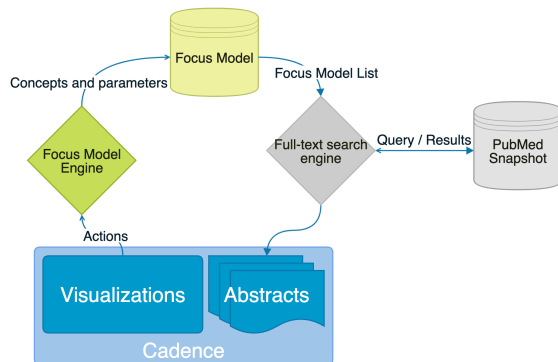 Focus Model
Concepts and parameters
Focus Model List
Focus Model
Engine
Full-text search
engine
Query / Results
PubMed
Snapshot
Actions
Visualizations
Abstracts
Cadence